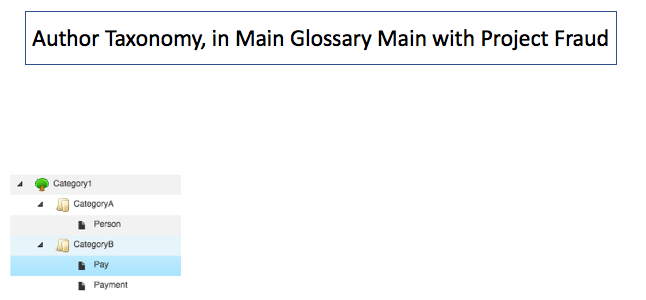 Author Taxonomy, in Main Glossary Main with Project Fraud
Category1
CategoryA
Person
CategoryB
Pay
Payment